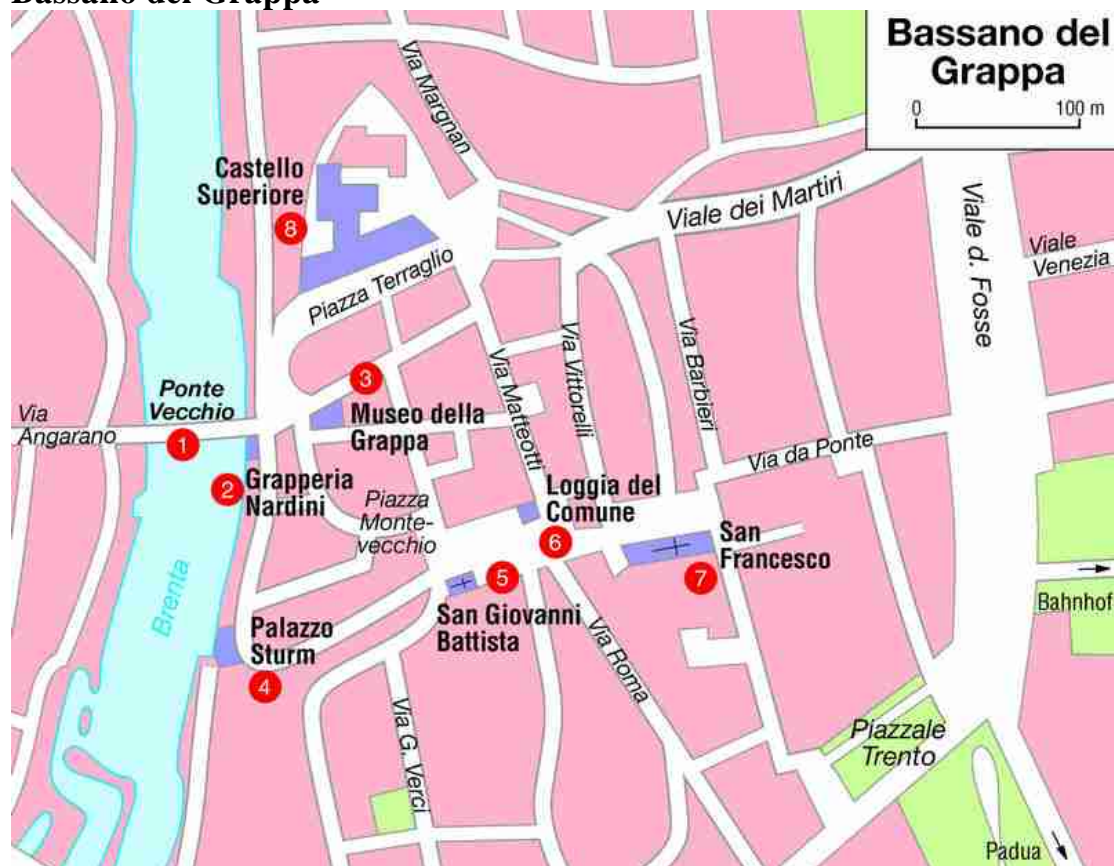 Bassano del Grappa
Bassano del
Grappa
0 100 m
Via Margnan
Castello
Superiore
8
Viale dei Martiri
Viale d. Fosse
Viale
Venezia
Piazza Terraglio
Via Matteotti
Via Vittorelli
Via Barbieri
3
Ponte
Vecchio
Museo della
Grappa
Via
Angarano
1
Via da Ponte
2
Grapperia
Nardini
Piazza
Monte-
vecchio
Loggia del
Comune
6
San
Francesco
7
5
San Giovanni
Battista
Brenta
Palazzo
Sturm
4
Via Roma
Via G. Verci
Bahnhof
Piazzale
Trento
Padua